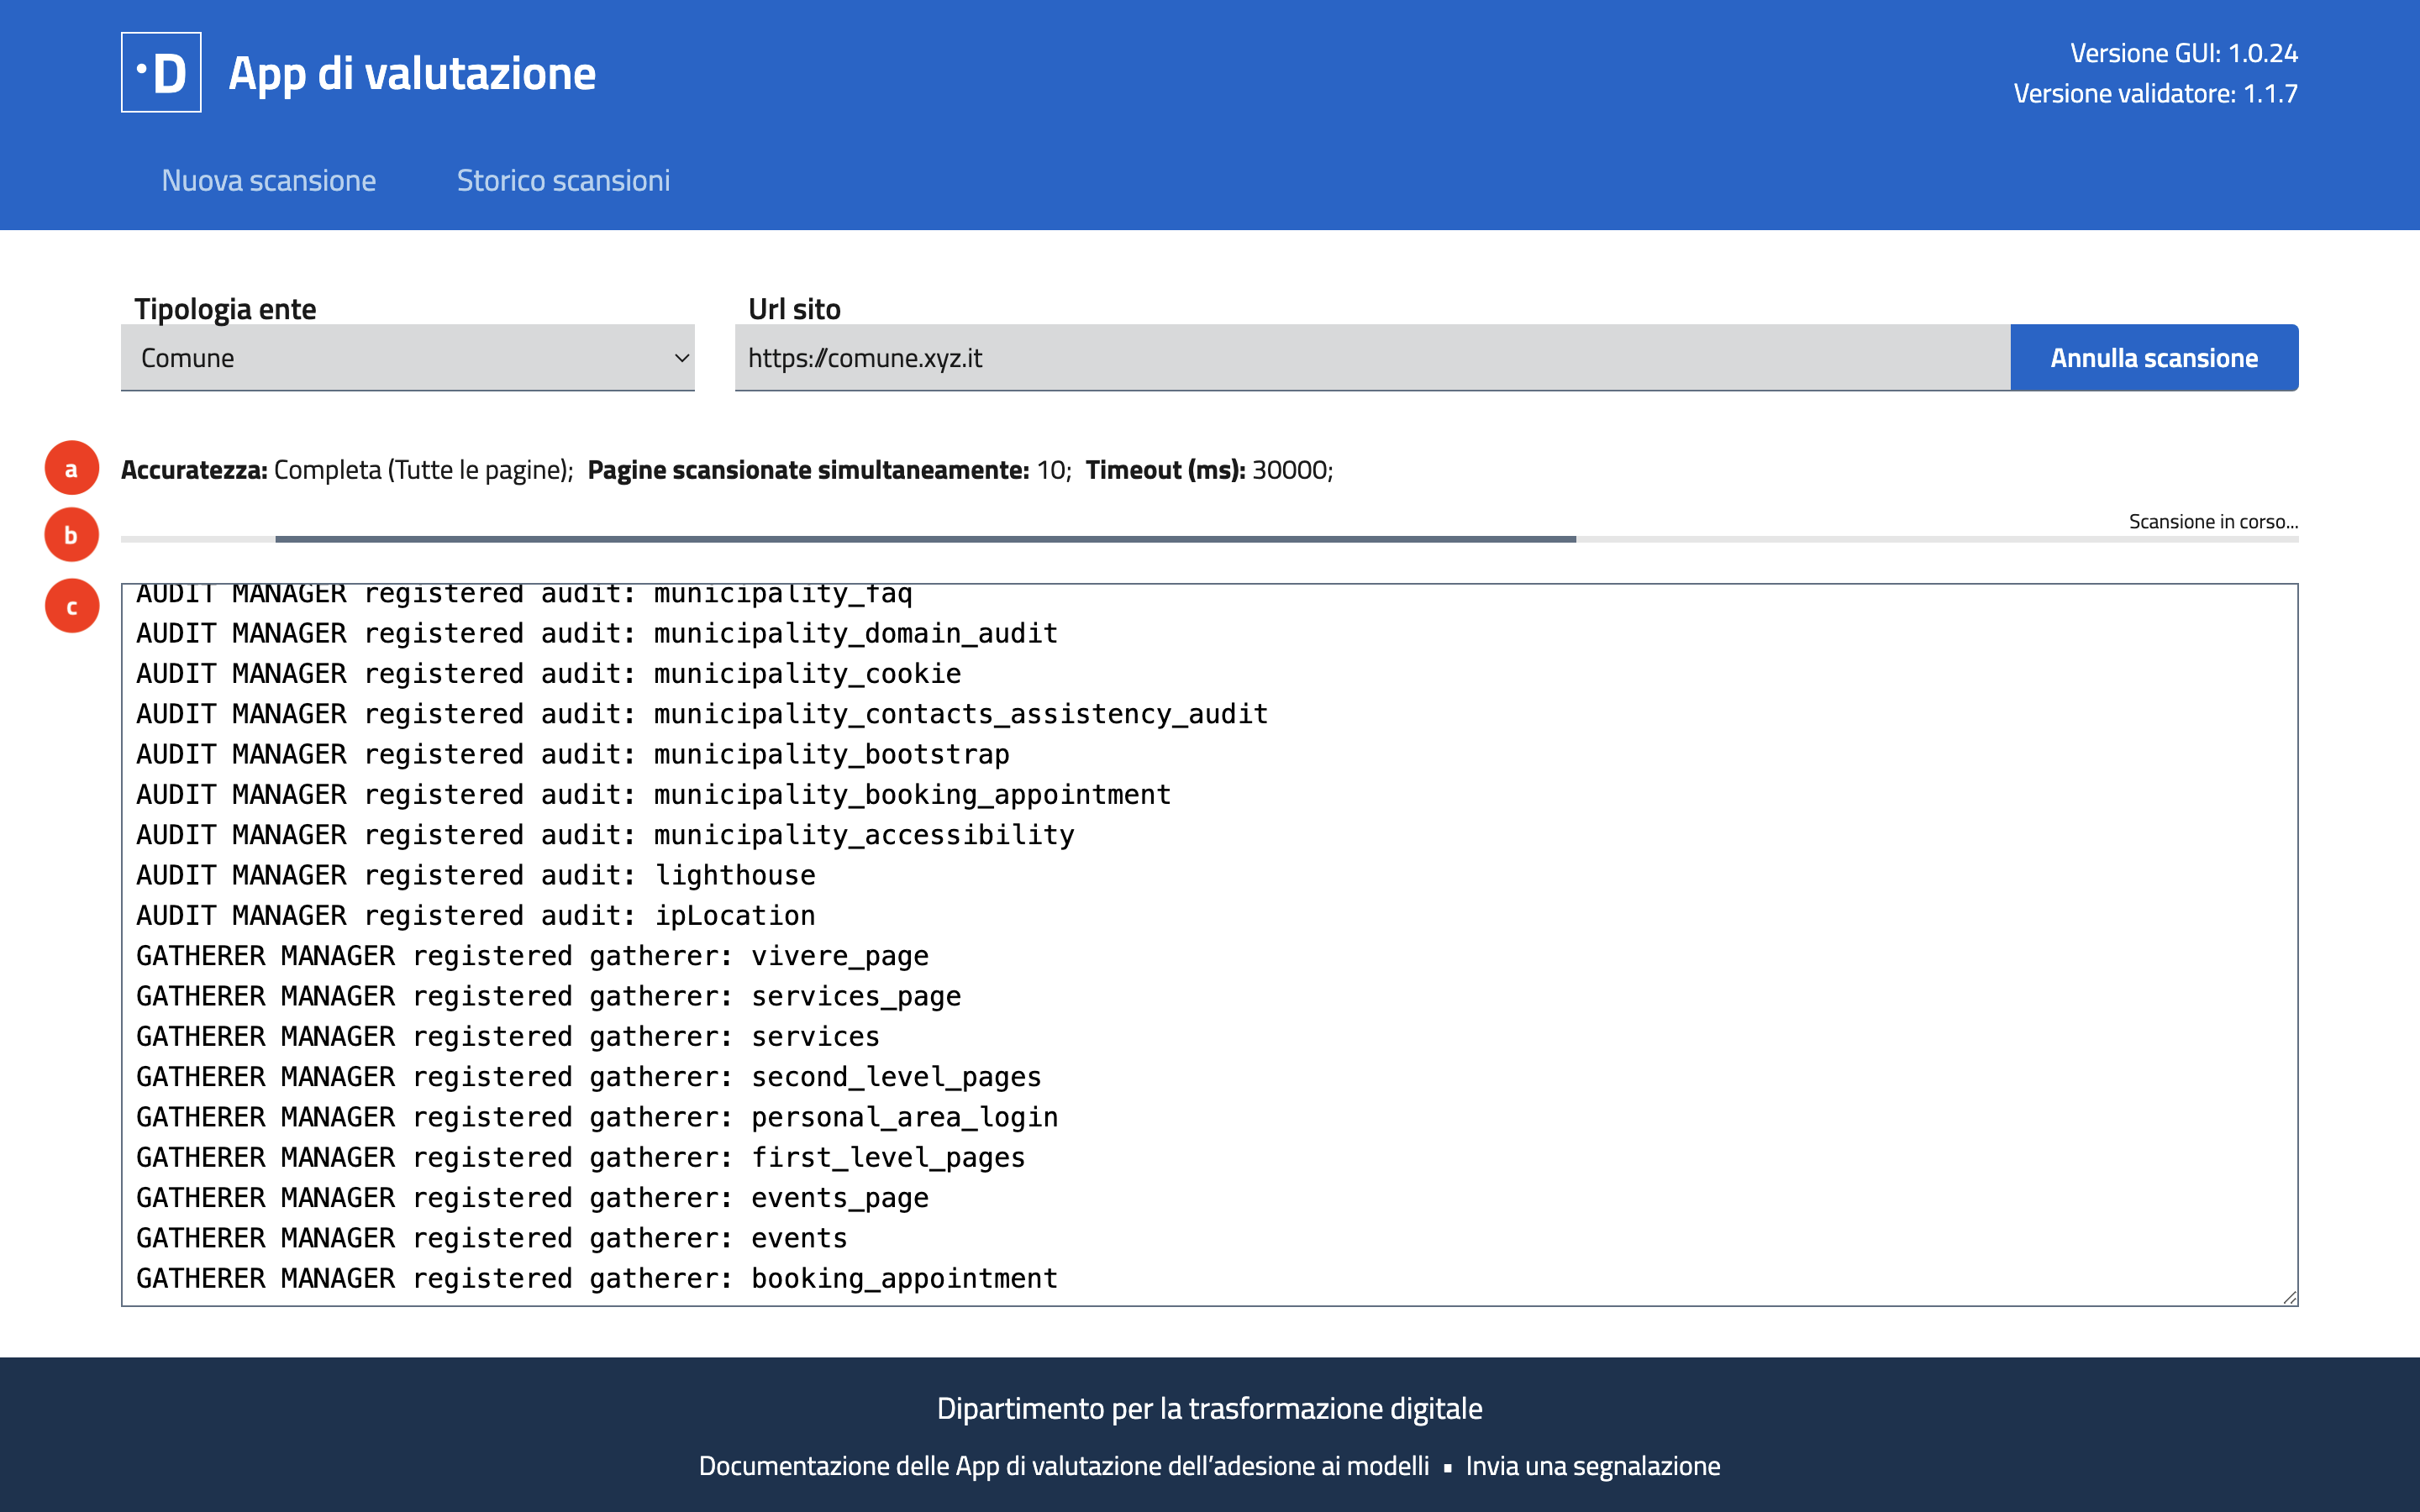 ·D App di valutazione
Versione GUI: 1.0.24
Versione validatore: 1.1.7
Nuova scansione Storico scansioni
Tipologia ente
Comune
Url sito
https://comune.xyz.it
Annulla scansione
a
Accuratezza: Completa (Tutte le pagine); Pagine scansionate simultaneamente: 10; Timeout (ms): 30000;
b
Scansione in corso...
c
AUDIT MANAGER registered audit: municipality_faq
AUDIT MANAGER registered audit: municipality_domain_audit
AUDIT MANAGER registered audit: municipality_cookie
AUDIT MANAGER registered audit: municipality_contacts_assistency_audit
AUDIT MANAGER registered audit: municipality_bootstrap
AUDIT MANAGER registered audit: municipality_booking_appointment
AUDIT MANAGER registered audit: municipality_accessibility
AUDIT MANAGER registered audit: lighthouse
AUDIT MANAGER registered audit: ipLocation
GATHERER MANAGER registered gatherer: vivere_page
GATHERER MANAGER registered gatherer: services_page
GATHERER MANAGER registered gatherer: services
GATHERER MANAGER registered gatherer: second_level_pages
GATHERER MANAGER registered gatherer: personal_area_login
GATHERER MANAGER registered gatherer: first_level_pages
GATHERER MANAGER registered gatherer: events_page
GATHERER MANAGER registered gatherer: events
GATHERER MANAGER registered gatherer: booking_appointment
Dipartimento per la trasformazione digitale
Documentazione delle App di valutazione dell’adesione ai modelli ▪ Invia una segnalazione